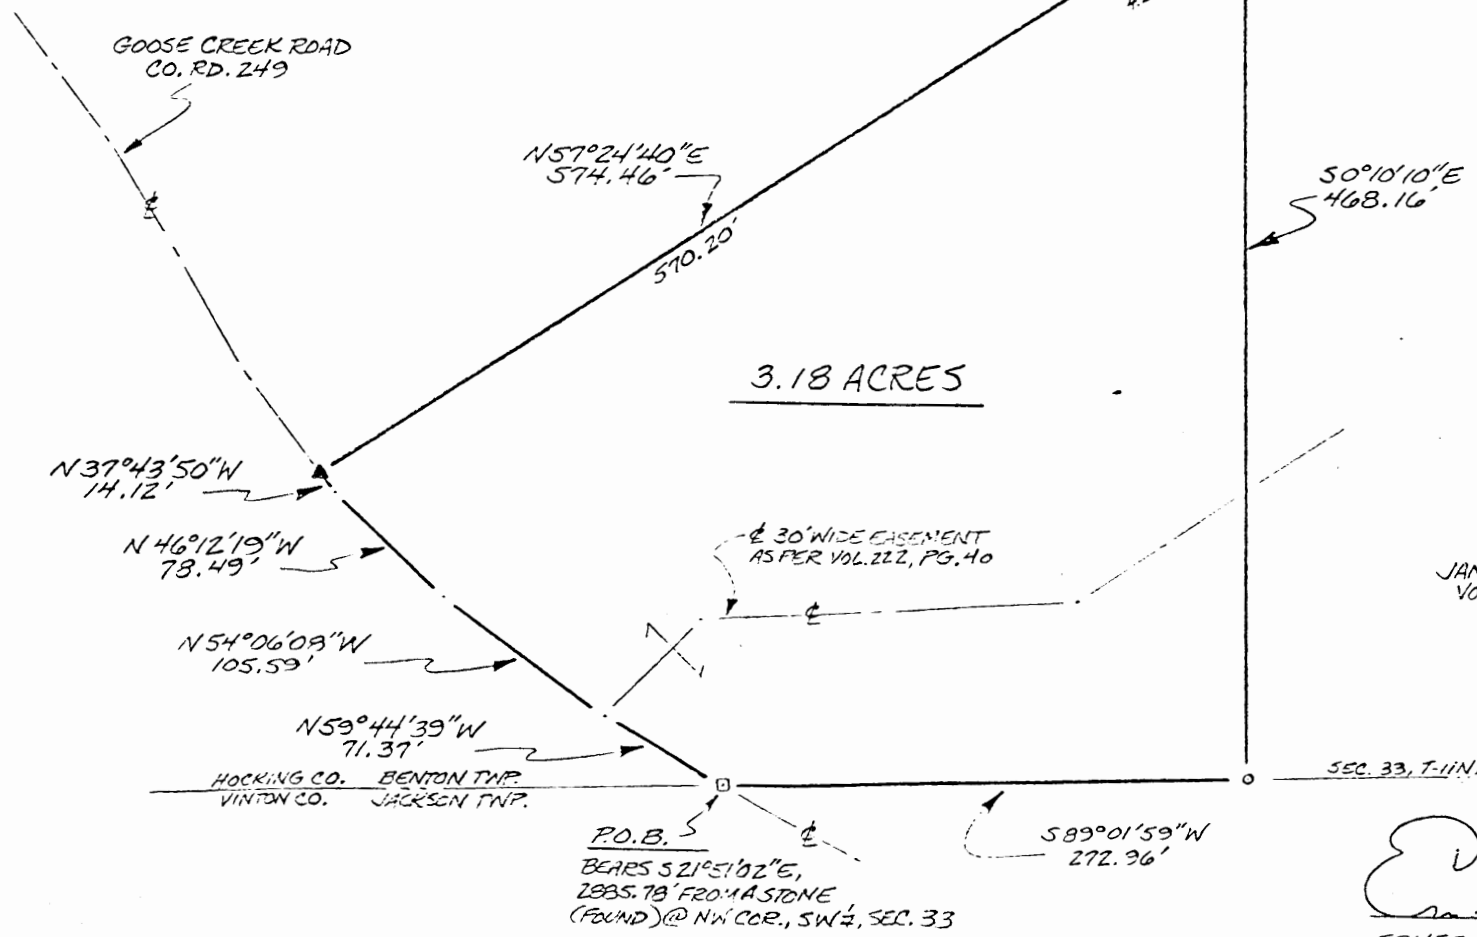 GOOSE CREEK ROAD
CO. RD. 249
℄
N57°24'40"E
574.46'
570.20'
S0°10'10"E
468.16'
3.18 ACRES
N37°43'50"W
14.12'
N46°12'19"W
78.49'
℄ 30' WIDE EASEMENT
AS PER VOL.222, PG.40
℄
N54°06'08"W
105.59'
N59°44'39"W
71.37'
HOCKING CO. BENTON TWP.
VINTON CO. JACKSON TWP.
SEC. 33, T-11N.
P.O.B.
℄
S89°01'59"W
272.96'
BEARS S21°51'02"E,
2885.78' FROM A STONE
(FOUND) @ NW COR., SW¼, SEC. 33